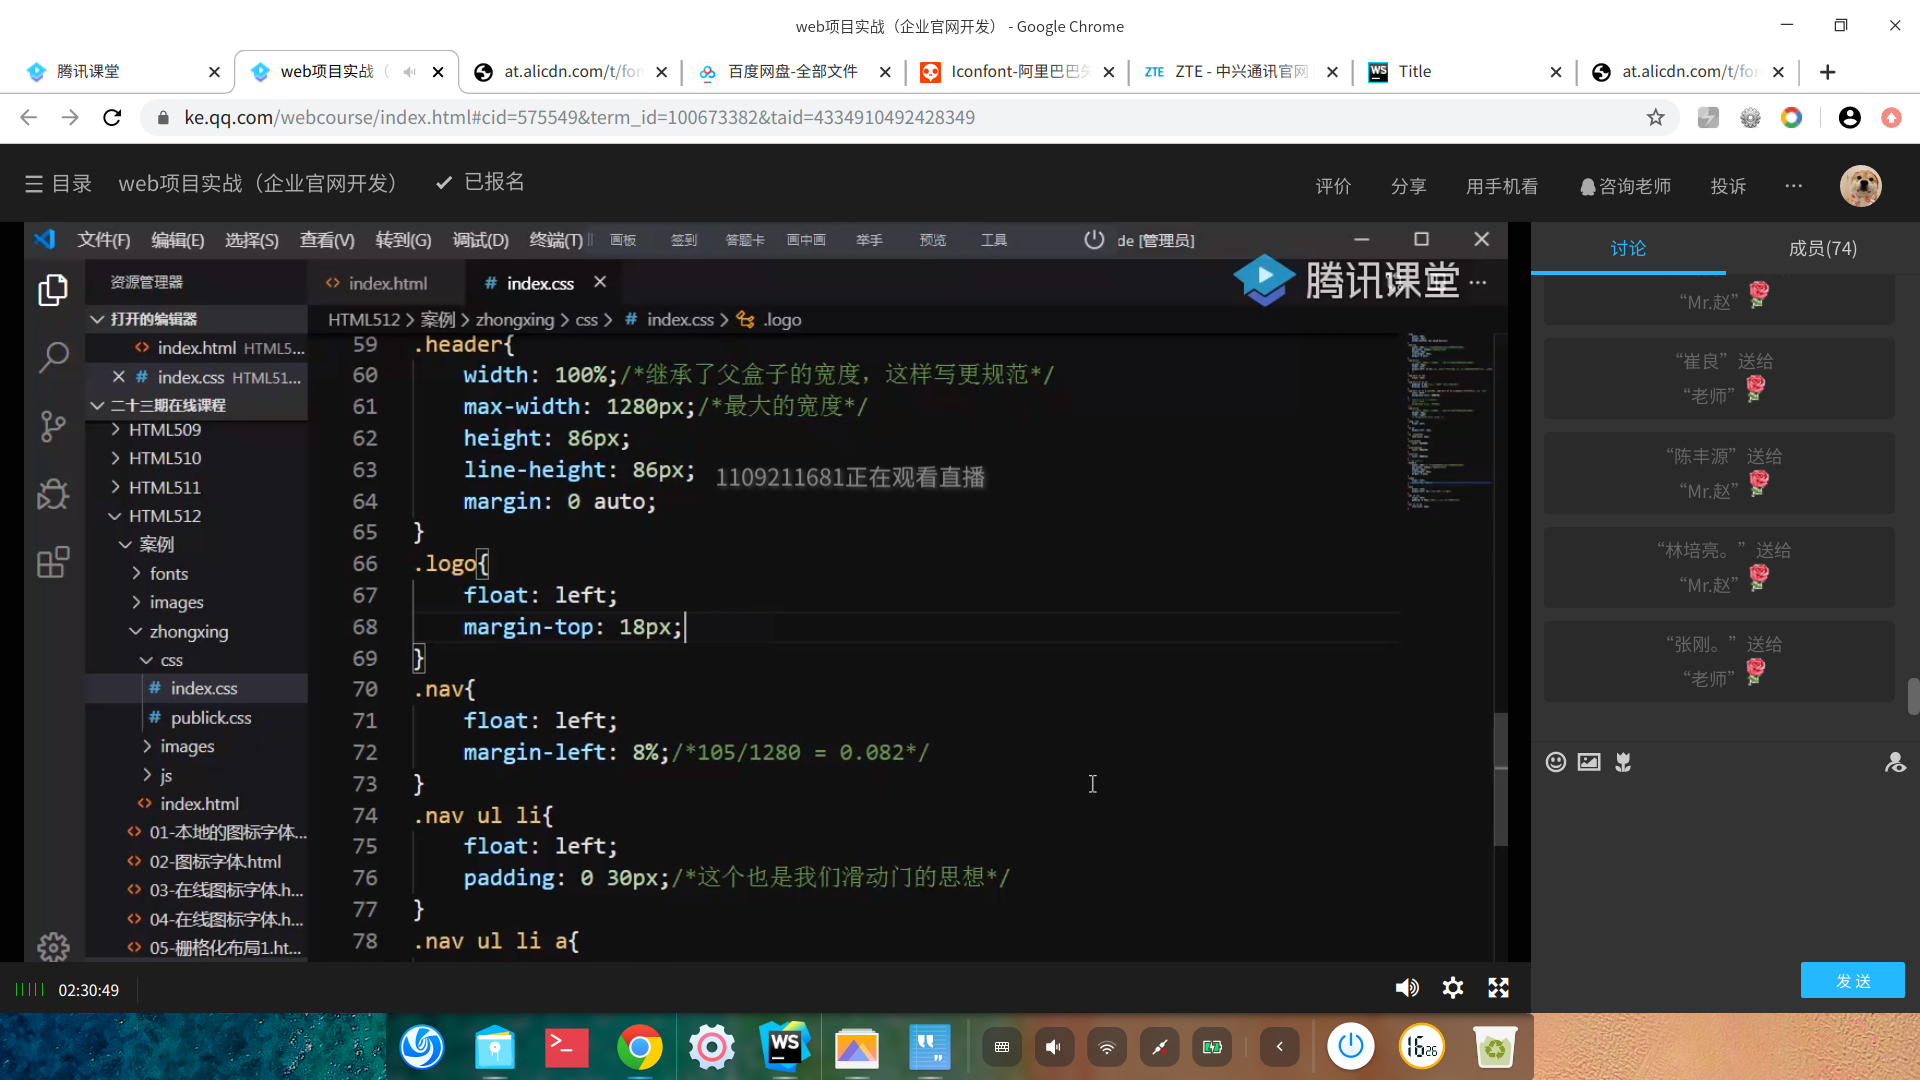 web项目实战（企业官网开发） - Google Chrome
腾讯课堂
web项目实战（
at.alicdn.com/t/fon
百度网盘-全部文件
Iconfont-阿里巴巴矢
ZTE - 中兴通讯官网
Title
at.alicdn.com/t/fon
ke.qq.com/webcourse/index.html#cid=575549&term_id=100673382&taid=4334910492428349
目录
web项目实战（企业官网开发）
已报名
评价
分享
用手机看
咨询老师
投诉
文件(F) 编辑(E) 选择(S) 查看(V) 转到(G) 调试(D) 终端(T)
画板 签到 答题卡 画中画 举手 预览 工具
de [管理员]
资源管理器
index.html
index.css
腾讯课堂
打开的编辑器
HTML512 > 案例 > zhongxing > css > # index.css > .logo
index.html HTML5...
index.css HTML51...
二十三期在线课程
HTML509
HTML510
HTML511
HTML512
案例
fonts
images
zhongxing
css
index.css
publick.css
images
js
index.html
01-本地的图标字体...
02-图标字体.html
03-在线图标字体.h...
04-在线图标字体.h...
05-栅格化布局1.ht...
59 .header{
60 width: 100%;/*继承了父盒子的宽度，这样写更规范*/
61 max-width: 1280px;/*最大的宽度*/
62 height: 86px;
63 line-height: 86px;
1109211681正在观看直播
64 margin: 0 auto;
65 }
66 .logo{
67 float: left;
68 margin-top: 18px;
69 }
70 .nav{
71 float: left;
72 margin-left: 8%;/*105/1280 = 0.082*/
73 }
74 .nav ul li{
75 float: left;
76 padding: 0 30px;/*这个也是我们滑动门的思想*/
77 }
78 .nav ul li a{
讨论
成员(74)
“Mr.赵”
“崔良” 送给
“老师”
“陈丰源” 送给
“Mr.赵”
“林培亮。” 送给
“Mr.赵”
“张刚。” 送给
“老师”
发送
02:30:49
WS
16 26